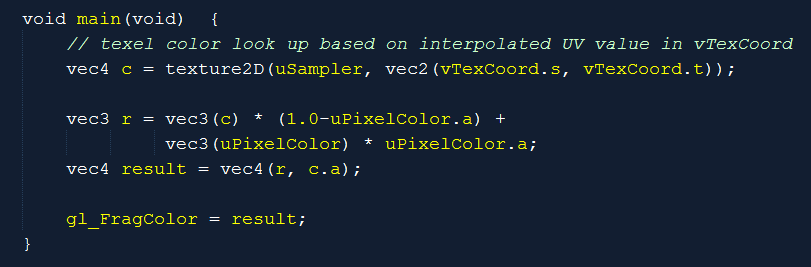 void main(void)  {
    // texel color look up based on interpolated UV value in vTexCoord
    vec4 c = texture2D(uSampler, vec2(vTexCoord.s, vTexCoord.t));

    vec3 r = vec3(c) * (1.0-uPixelColor.a) +
             vec3(uPixelColor) * uPixelColor.a;
    vec4 result = vec4(r, c.a);

    gl_FragColor = result;
}